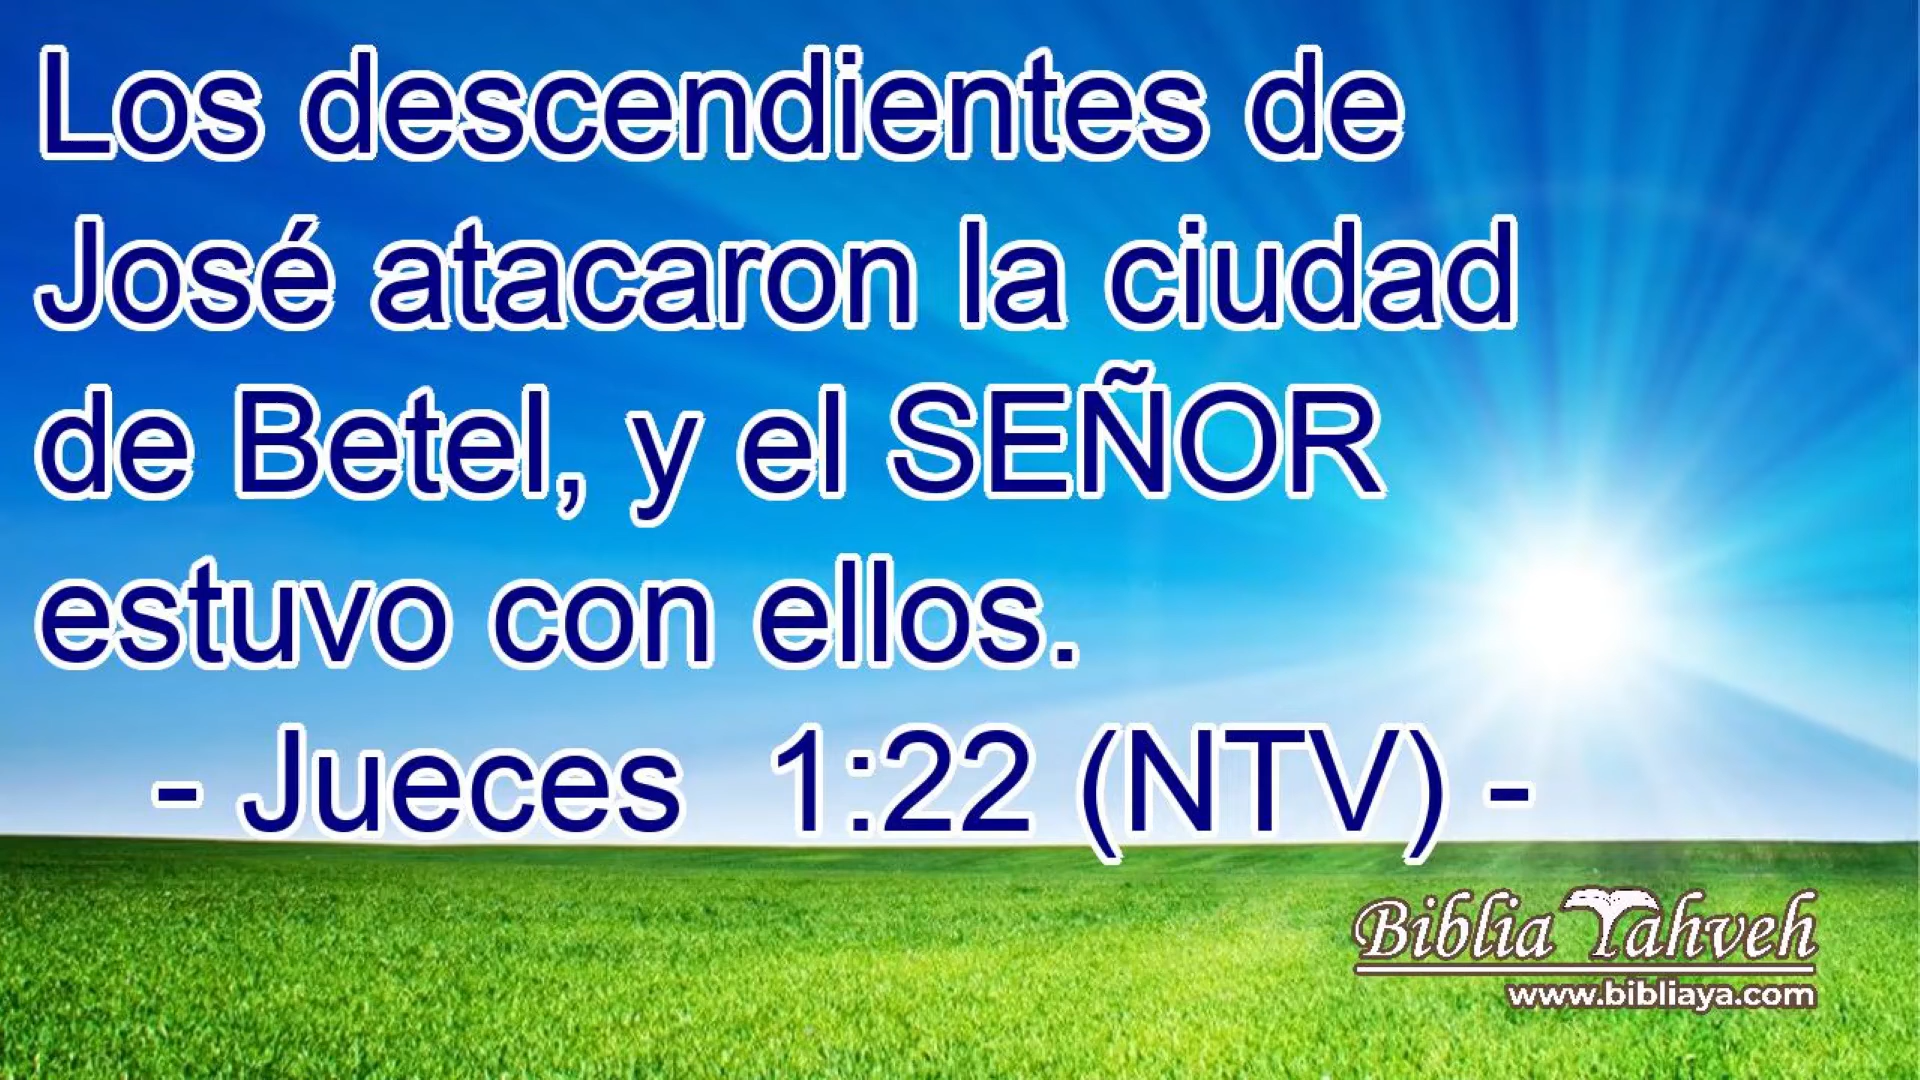 Los descendientes de
José atacaron la ciudad
de Betel, y el SEÑOR
estuvo con ellos.
- Jueces  1:22 (NTV) -
Biblia Yahveh
www.bibliaya.com